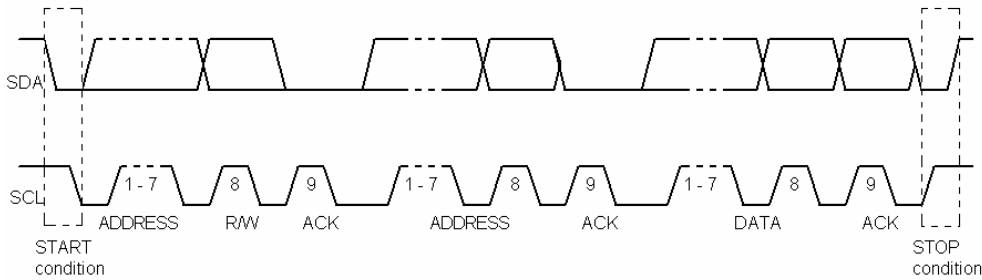 SDA
SCL
1 - 7 8 9 1 - 7 8 9 1 - 7 8 9
ADDRESS R/W ACK ADDRESS ACK DATA ACK
START
condition
STOP
condition